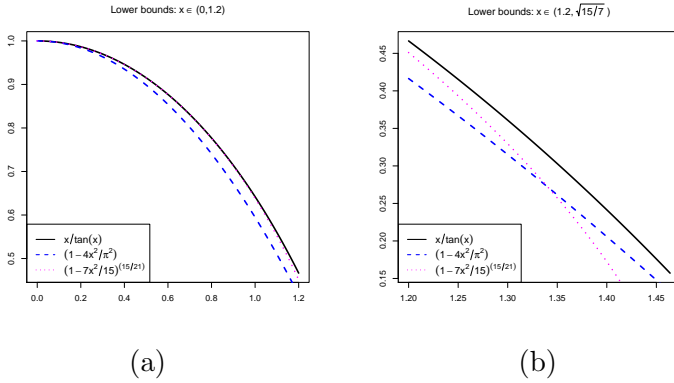 Lower bounds: x ∈ (0,1.2)
1.0
0.9
0.8
0.7
0.6
0.5
x/tan(x)
(1−4x²/π²)
(1−7x²/15)^(15/21)
0.0 0.2 0.4 0.6 0.8 1.0 1.2
(a)
Lower bounds: x ∈ (1.2, √15/7 )
0.45
0.40
0.35
0.30
0.25
0.20
0.15
x/tan(x)
(1−4x²/π²)
(1−7x²/15)^(15/21)
1.20 1.25 1.30 1.35 1.40 1.45
(b)